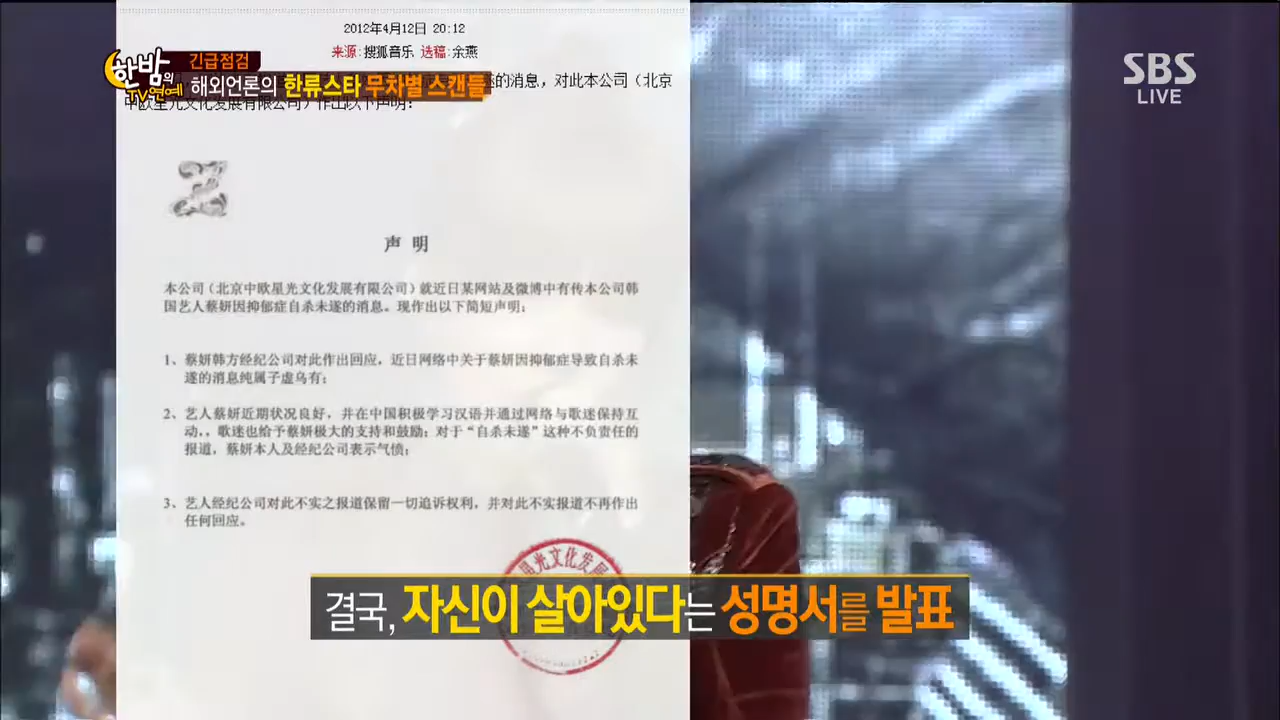 2012年4月12日 20:12
来源:搜狐音乐 选稿:余燕
한밤의
TV연예
긴급점검
해외언론의 한류스타 무차별 스캔들
的消息，对此本公司（北京
中欧星光文化发展有限公司）作出以下声明：
SBS
LIVE
Z
声 明
本公司（北京中欧星光文化发展有限公司）就近日某网站及微博中有传本公司韩
国艺人蔡妍因抑郁症自杀未遂的消息。现作出以下简短声明：
1、蔡妍韩方经纪公司对此作出回应，近日网络中关于蔡妍因抑郁症导致自杀未
遂的消息纯属子虚乌有；
2、艺人蔡妍近期状况良好，并在中国积极学习汉语并通过网络与歌迷保持互
动，，歌迷也给予蔡妍极大的支持和鼓励；对于“自杀未遂”这种不负责任的
报道，蔡妍本人及经纪公司表示气愤；
3、艺人经纪公司对此不实之报道保留一切追诉权利，并对此不实报道不再作出
任何回应。
星光文化发展
결국, 자신이 살아있다는 성명서를 발표